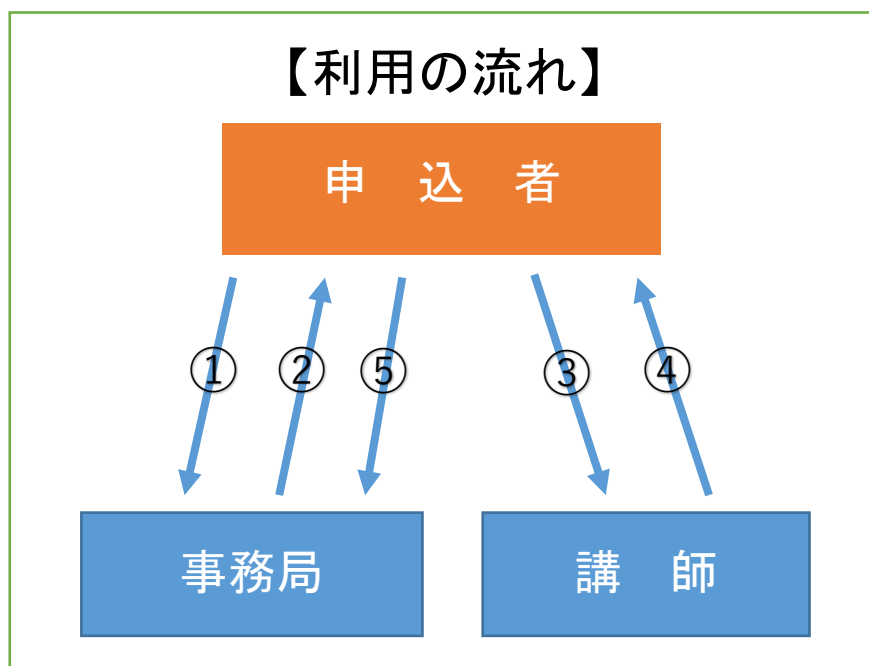 【利用の流れ】
申　込　者
① ② ⑤ ③ ④
事務局
講　師